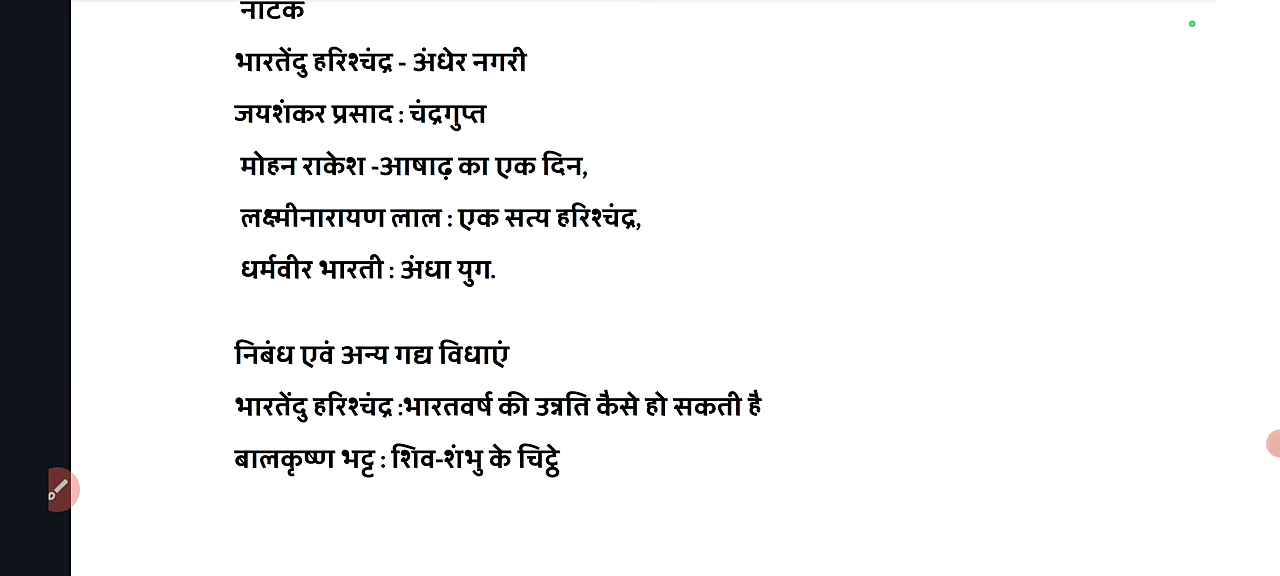 नाटक
भारतेंदु हरिश्चंद्र - अंधेर नगरी
जयशंकर प्रसाद : चंद्रगुप्त
मोहन राकेश -आषाढ़ का एक दिन,
लक्ष्मीनारायण लाल : एक सत्य हरिश्चंद्र,
धर्मवीर भारती : अंधा युग.
निबंध एवं अन्य गद्य विधाएं
भारतेंदु हरिश्चंद्र :भारतवर्ष की उन्नति कैसे हो सकती है
बालकृष्ण भट्ट : शिव-शंभु के चिट्ठे